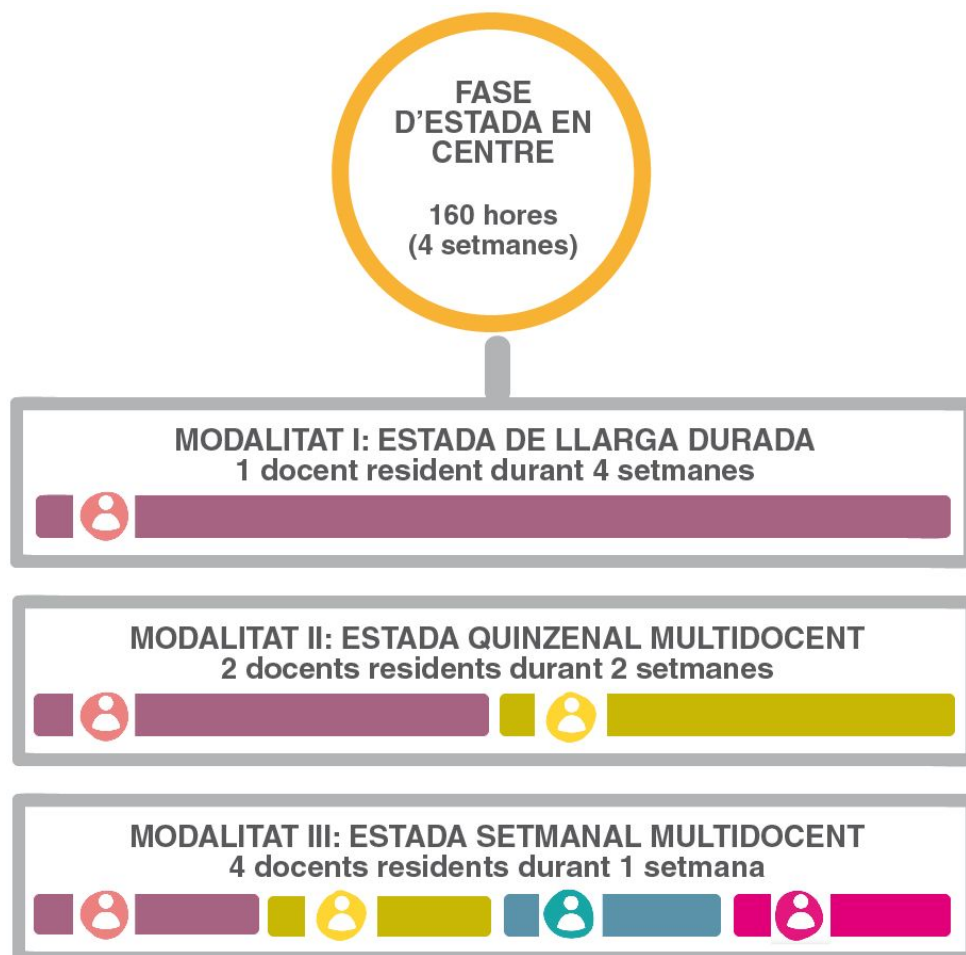 FASE
D'ESTADA EN
CENTRE
160 hores
(4 setmanes)
MODALITAT I: ESTADA DE LLARGA DURADA
1 docent resident durant 4 setmanes
MODALITAT II: ESTADA QUINZENAL MULTIDOCENT
2 docents residents durant 2 setmanes
MODALITAT III: ESTADA SETMANAL MULTIDOCENT
4 docents residents durant 1 setmana